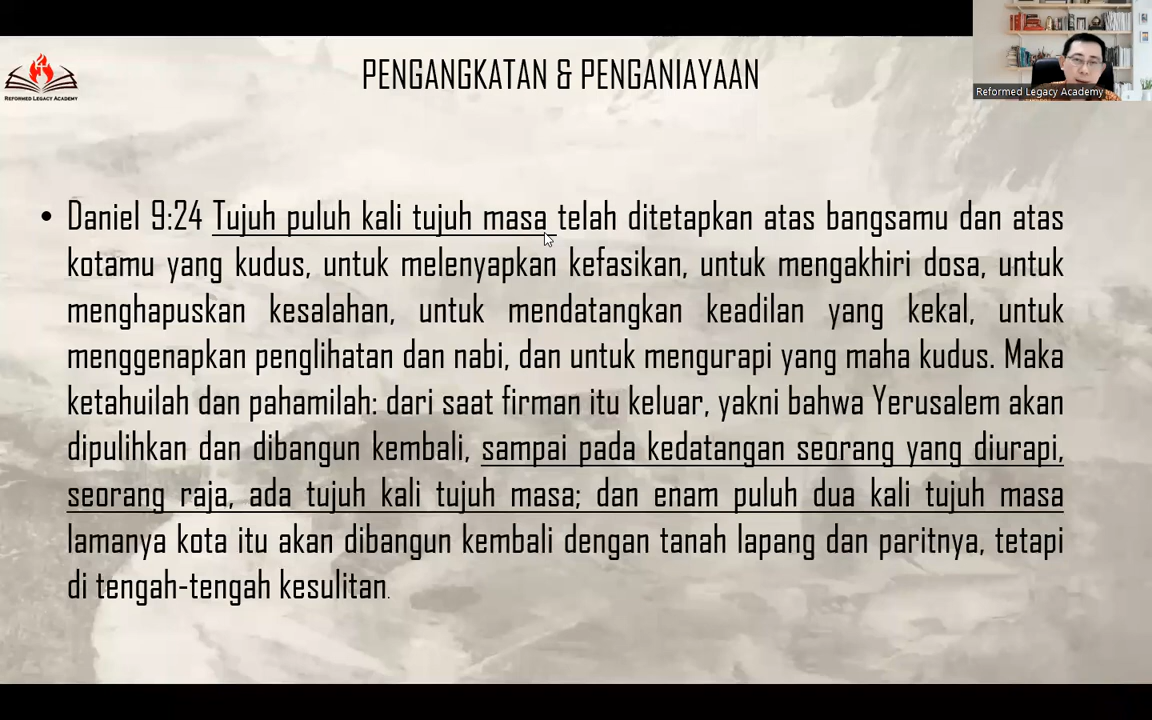 PENGANGKATAN & PENGANIAYAAN
REFORMED LEGACY ACADEMY
Reformed Legacy Academy
• Daniel 9:24 Tujuh puluh kali tujuh masa telah ditetapkan atas bangsamu dan atas
kotamu yang kudus, untuk melenyapkan kefasikan, untuk mengakhiri dosa, untuk
menghapuskan kesalahan, untuk mendatangkan keadilan yang kekal, untuk
menggenapkan penglihatan dan nabi, dan untuk mengurapi yang maha kudus. Maka
ketahuilah dan pahamilah: dari saat firman itu keluar, yakni bahwa Yerusalem akan
dipulihkan dan dibangun kembali, sampai pada kedatangan seorang yang diurapi,
seorang raja, ada tujuh kali tujuh masa; dan enam puluh dua kali tujuh masa
lamanya kota itu akan dibangun kembali dengan tanah lapang dan paritnya, tetapi
di tengah-tengah kesulitan.